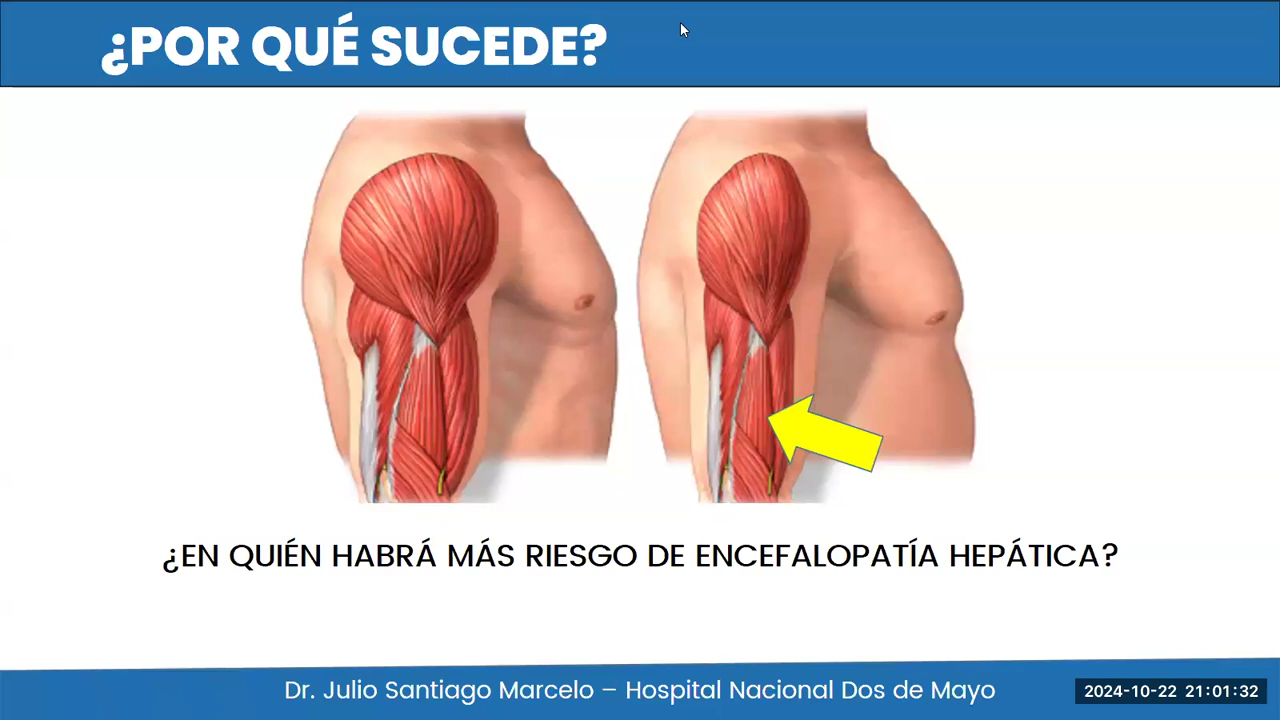 ¿POR QUÉ SUCEDE?
¿EN QUIÉN HABRÁ MÁS RIESGO DE ENCEFALOPATÍA HEPÁTICA?
Dr. Julio Santiago Marcelo – Hospital Nacional Dos de Mayo
2024-10-22 21:01:32